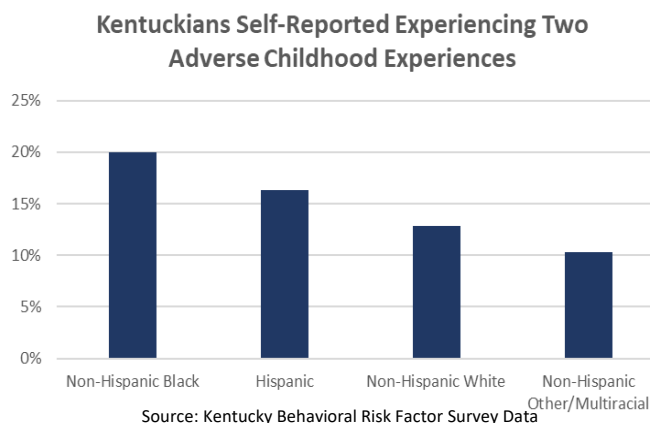 Kentuckians Self-Reported Experiencing Two
Adverse Childhood Experiences
25%
20%
15%
10%
5%
0%
Non-Hispanic Black
Hispanic
Non-Hispanic White
Non-Hispanic
Other/Multiracial
Source: Kentucky Behavioral Risk Factor Survey Data